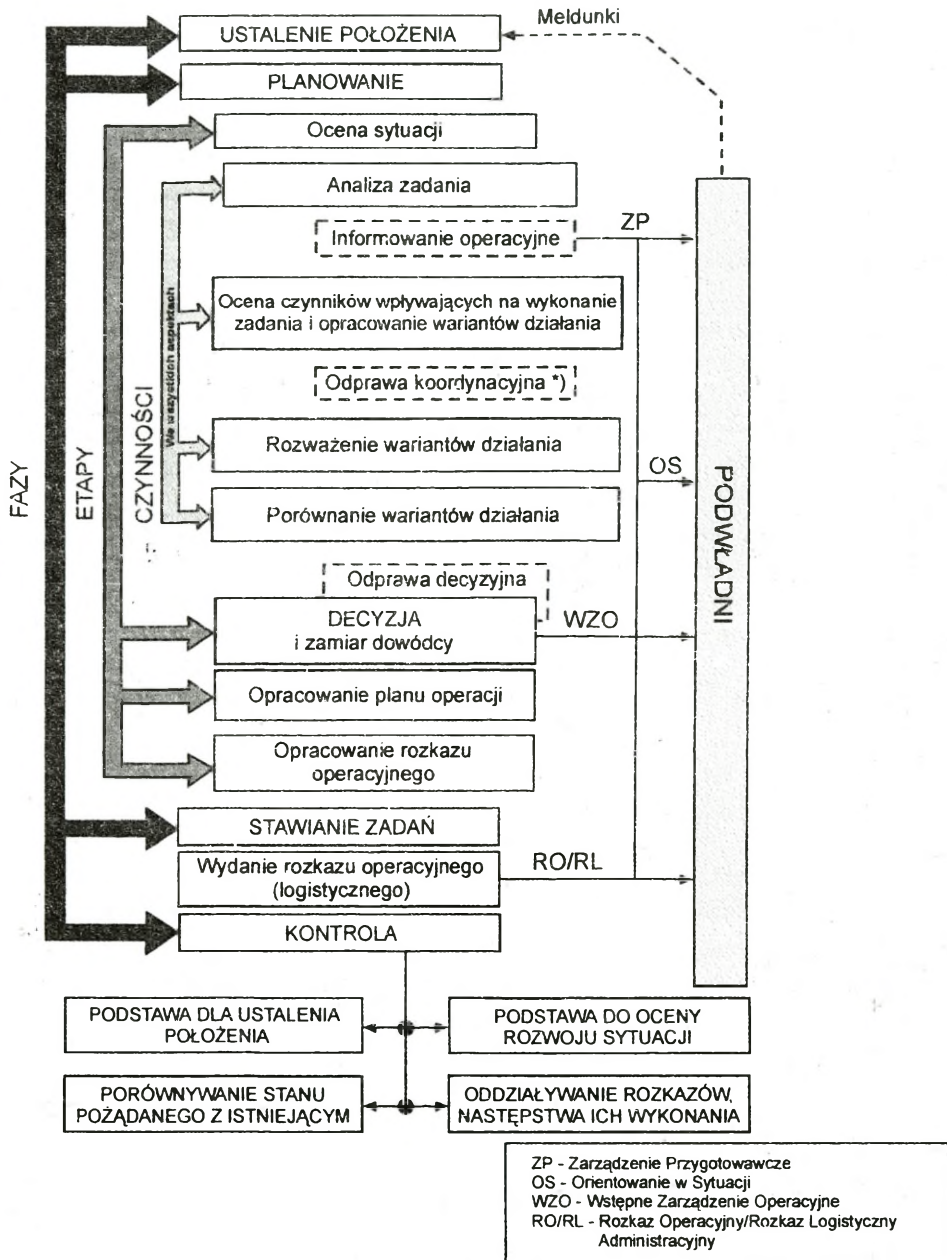 Meldunki
USTALENIE POŁOŻENIA
PLANOWANIE
Ocena sytuacji
Analiza zadania
Informowanie operacyjne
ZP
Ocena czynników wpływających na wykonanie
zadania i opracowanie wariantów działania
We wszystkich aspektach
Odprawa koordynacyjna *)
FAZY
ETAPY
CZYNNOŚCI
Rozważenie wariantów działania
OS
Porównanie wariantów działania
PODWŁADNI
Odprawa decyzyjna
DECYZJA
i zamiar dowódcy
WZO
Opracowanie planu operacji
Opracowanie rozkazu
operacyjnego
STAWIANIE ZADAŃ
Wydanie rozkazu operacyjnego
(logistycznego)
RO/RL
KONTROLA
PODSTAWA DLA USTALENIA
POŁOŻENIA
PODSTAWA DO OCENY
ROZWOJU SYTUACJI
PORÓWNYWANIE STANU
POŻĄDANEGO Z ISTNIEJĄCYM
ODDZIAŁYWANIE ROZKAZÓW,
NASTĘPSTWA ICH WYKONANIA
ZP - Zarządzenie Przygotowawcze
OS - Orientowanie w Sytuacji
WZO - Wstępne Zarządzenie Operacyjne
RO/RL - Rozkaz Operacyjny/Rozkaz Logistyczny
Administracyjny